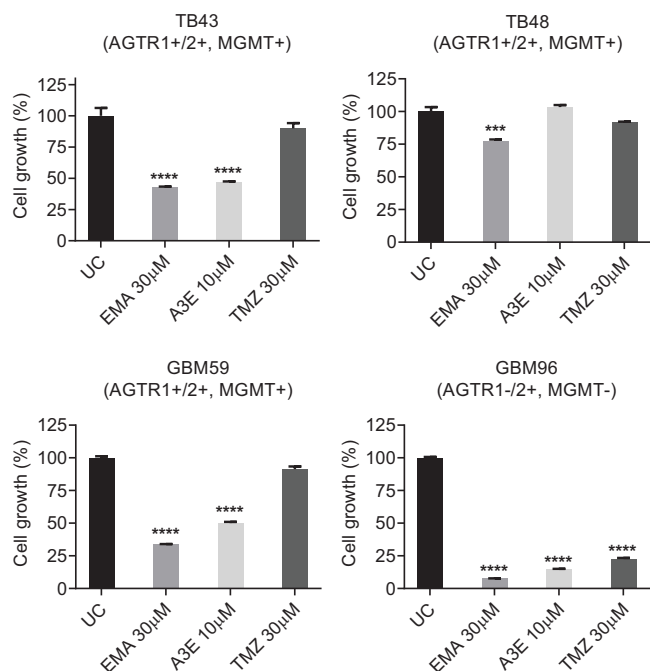 TB43
(AGTR1+/2+, MGMT+)
Cell growth (%)
125
100
75
50
25
0
****
****
UC
EMA 30μM
A3E 10μM
TMZ 30μM
TB48
(AGTR1+/2+, MGMT+)
Cell growth (%)
125
100
75
50
25
0
***
UC
EMA 30μM
A3E 10μM
TMZ 30μM
GBM59
(AGTR1+/2+, MGMT+)
Cell growth (%)
125
100
75
50
25
0
****
****
UC
EMA 30μM
A3E 10μM
TMZ 30μM
GBM96
(AGTR1-/2+, MGMT-)
Cell growth (%)
125
100
75
50
25
0
****
****
****
UC
EMA 30μM
A3E 10μM
TMZ 30μM